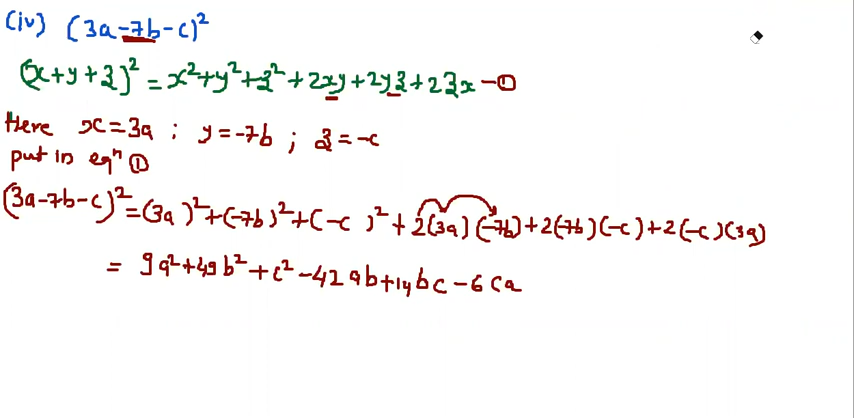 (iv) (3a-7b-c)²
(x+y+z)² = x²+y²+z²+2xy+2yz+2zx -①
Here x=3a ; y=-7b ; z=-c
put in eqⁿ ①
(3a-7b-c)² = (3a)²+(-7b)²+(-c)²+2(3a)(-7b)+2(-7b)(-c)+2(-c)(3a)
= 9a²+49b²+c²-42ab+14bc-6ca